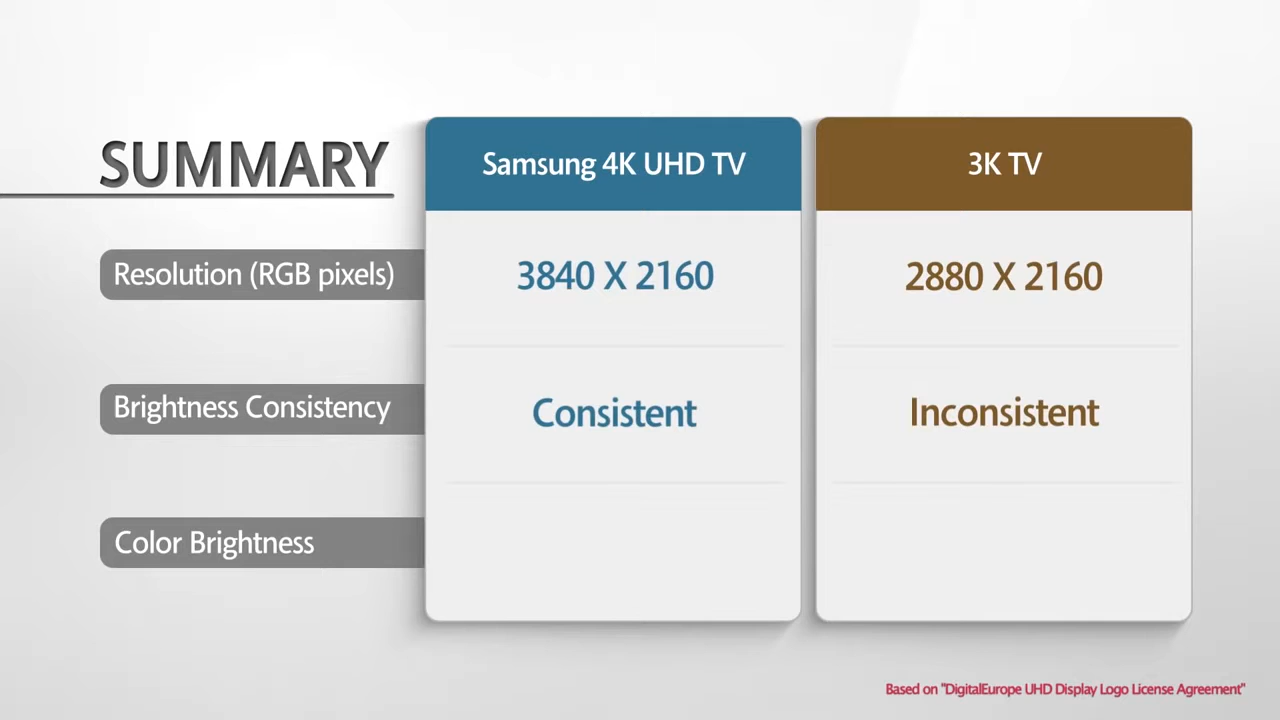 SUMMARY
Samsung 4K UHD TV
3K TV
Resolution (RGB pixels)
3840 X 2160
2880 X 2160
Brightness Consistency
Consistent
Inconsistent
Color Brightness
Based on "DigitalEurope UHD Display Logo License Agreement"